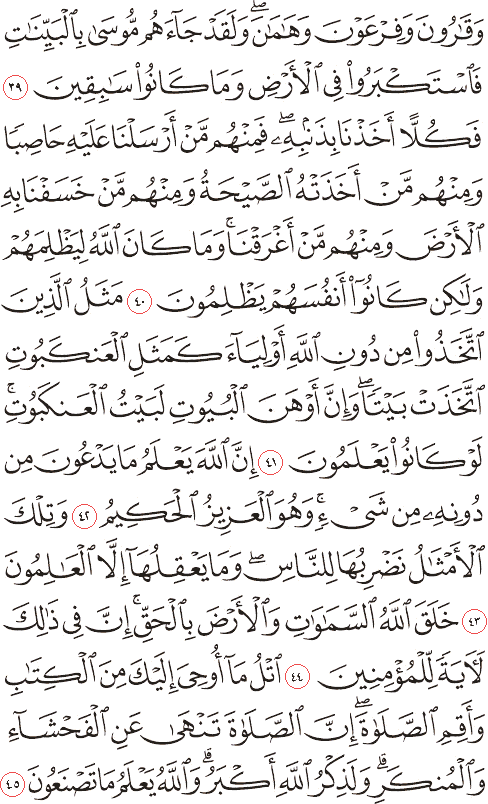 وَقَٰرُونَ وَفِرْعَوْنَ وَهَٰمَٰنَ ۖ وَلَقَدْ جَآءَهُم مُّوسَىٰ بِٱلْبَيِّنَٰتِ
فَٱسْتَكْبَرُوا۟ فِى ٱلْأَرْضِ وَمَا كَانُوا۟ سَٰبِقِينَ ٣٩
فَكُلًّا أَخَذْنَا بِذَنۢبِهِۦ ۖ فَمِنْهُم مَّنْ أَرْسَلْنَا عَلَيْهِ حَاصِبًا
وَمِنْهُم مَّنْ أَخَذَتْهُ ٱلصَّيْحَةُ وَمِنْهُم مَّنْ خَسَفْنَا بِهِ
ٱلْأَرْضَ وَمِنْهُم مَّنْ أَغْرَقْنَا ۚ وَمَا كَانَ ٱللَّهُ لِيَظْلِمَهُمْ
وَلَٰكِن كَانُوٓا۟ أَنفُسَهُمْ يَظْلِمُونَ ٤٠ مَثَلُ ٱلَّذِينَ
ٱتَّخَذُوا۟ مِن دُونِ ٱللَّهِ أَوْلِيَآءَ كَمَثَلِ ٱلْعَنكَبُوتِ
ٱتَّخَذَتْ بَيْتًا ۖ وَإِنَّ أَوْهَنَ ٱلْبُيُوتِ لَبَيْتُ ٱلْعَنكَبُوتِ ۚ
لَوْ كَانُوا۟ يَعْلَمُونَ ٤١ إِنَّ ٱللَّهَ يَعْلَمُ مَا يَدْعُونَ مِن
دُونِهِۦ مِن شَىْءٍ ۚ وَهُوَ ٱلْعَزِيزُ ٱلْحَكِيمُ ٤٢ وَتِلْكَ
ٱلْأَمْثَٰلُ نَضْرِبُهَا لِلنَّاسِ ۖ وَمَا يَعْقِلُهَآ إِلَّا ٱلْعَٰلِمُونَ
٤٣ خَلَقَ ٱللَّهُ ٱلسَّمَٰوَٰتِ وَٱلْأَرْضَ بِٱلْحَقِّ ۚ إِنَّ فِى ذَٰلِكَ
لَءَايَةً لِّلْمُؤْمِنِينَ ٤٤ ٱتْلُ مَآ أُوحِىَ إِلَيْكَ مِنَ ٱلْكِتَٰبِ
وَأَقِمِ ٱلصَّلَوٰةَ ۖ إِنَّ ٱلصَّلَوٰةَ تَنْهَىٰ عَنِ ٱلْفَحْشَآءِ
وَٱلْمُنكَرِ ۗ وَلَذِكْرُ ٱللَّهِ أَكْبَرُ ۗ وَٱللَّهُ يَعْلَمُ مَا تَصْنَعُونَ ٤٥